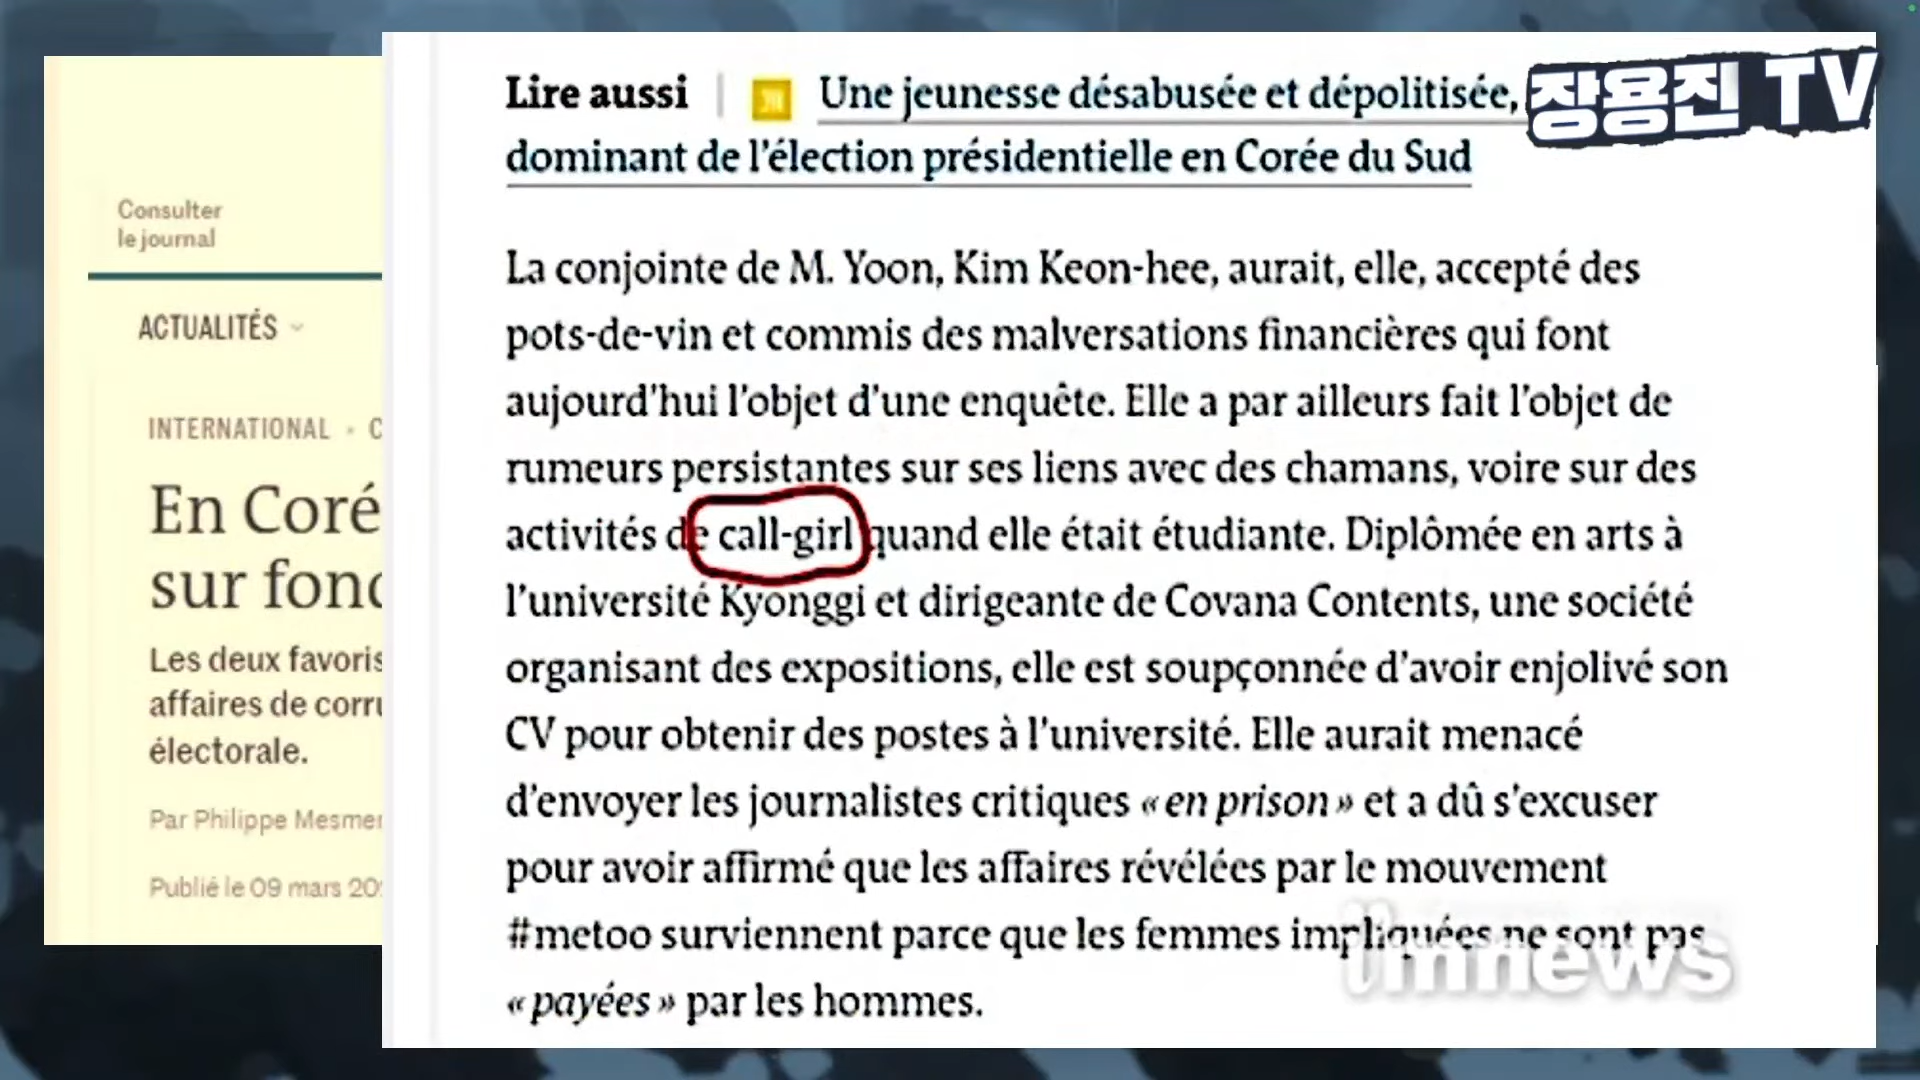 장용진 TV
Consulter
le journal
ACTUALITÉS
INTERNATIONAL
En Coré
sur fonc
Les deux favoris
affaires de corru
électorale.
Par Philippe Mesmer
Publié le 09 mars 20
Lire aussi | Une jeunesse désabusée et dépolitisée,
dominant de l'élection présidentielle en Corée du Sud
La conjointe de M. Yoon, Kim Keon-hee, aurait, elle, accepté des
pots-de-vin et commis des malversations financières qui font
aujourd'hui l'objet d'une enquête. Elle a par ailleurs fait l'objet de
rumeurs persistantes sur ses liens avec des chamans, voire sur des
activités de call-girl quand elle était étudiante. Diplômée en arts à
l'université Kyonggi et dirigeante de Covana Contents, une société
organisant des expositions, elle est soupçonnée d'avoir enjolivé son
CV pour obtenir des postes à l'université. Elle aurait menacé
d'envoyer les journalistes critiques « en prison » et a dû s'excuser
pour avoir affirmé que les affaires révélées par le mouvement
#metoo surviennent parce que les femmes impliquées ne sont pas
« payées » par les hommes.